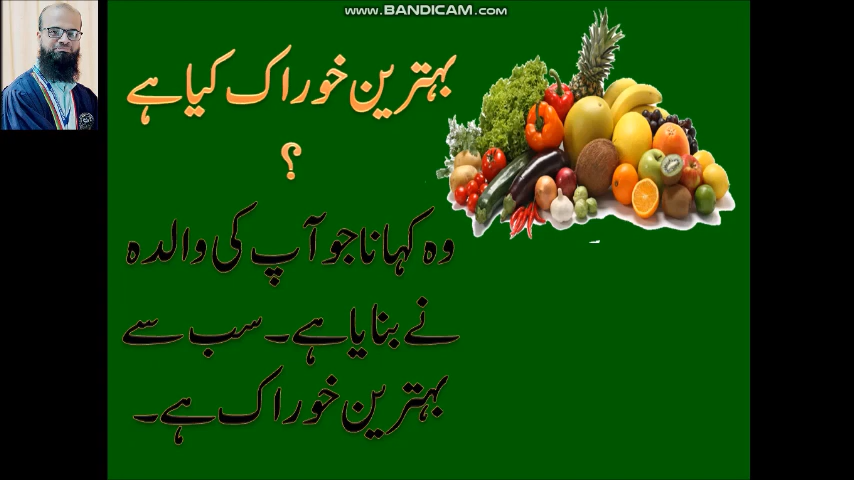 www.BANDICAM.com
بہترین خوراک کیا ہے
؟
وہ کہانا جو آپ کی والدہ
نے بنایا ہے۔ سب سے
بہترین خوراک ہے۔